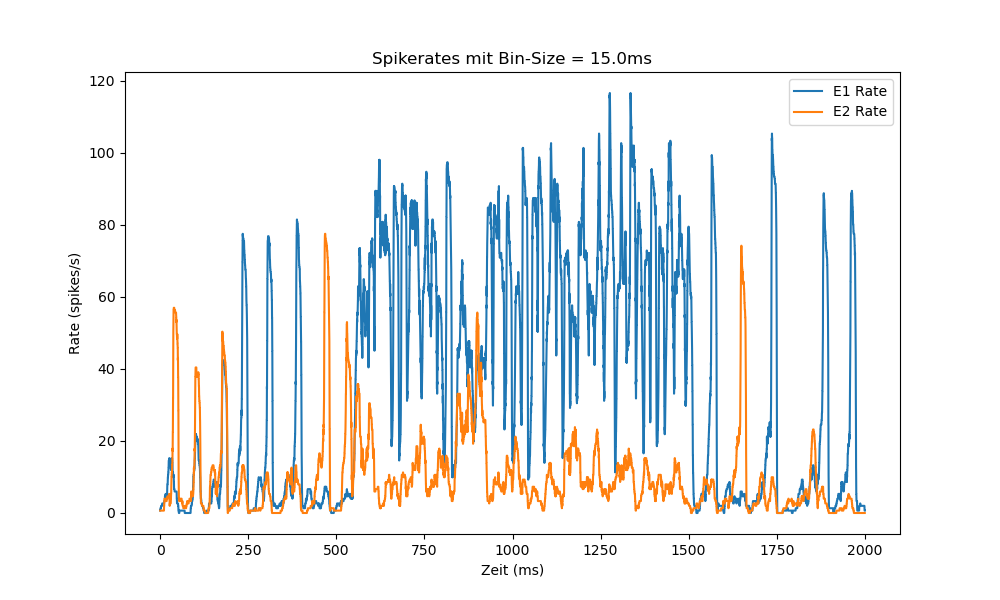 Spikerates mit Bin-Size = 15.0ms
E1 Rate
E2 Rate
Rate (spikes/s)
120
100
80
60
40
20
0
0 250 500 750 1000 1250 1500 1750 2000
Zeit (ms)